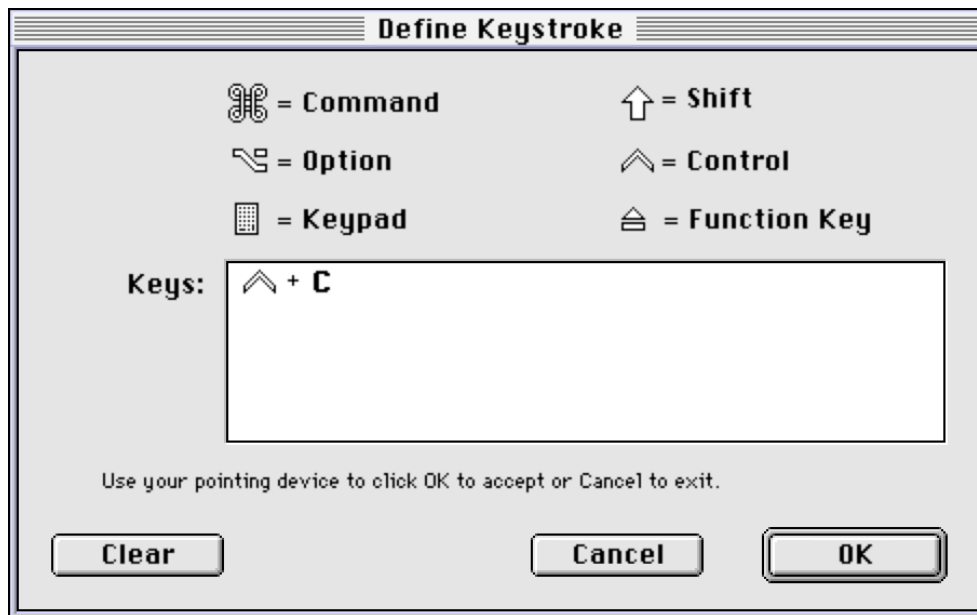 Define Keystroke
⌘ = Command
⇧ = Shift
⌥ = Option
⌃ = Control
= Keypad
= Function Key
Keys: ⌃ + C
Use your pointing device to click OK to accept or Cancel to exit.
Clear
Cancel
OK